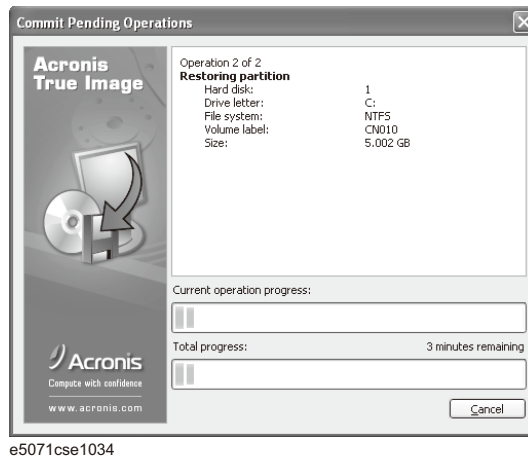 Commit Pending Operations
Acronis
True Image
Operation 2 of 2
Restoring partition
Hard disk: 1
Drive letter: C:
File system: NTFS
Volume label: CN010
Size: 5.002 GB
Current operation progress:
Total progress: 3 minutes remaining
Acronis
Compute with confidence
www.acronis.com
Cancel
e5071cse1034